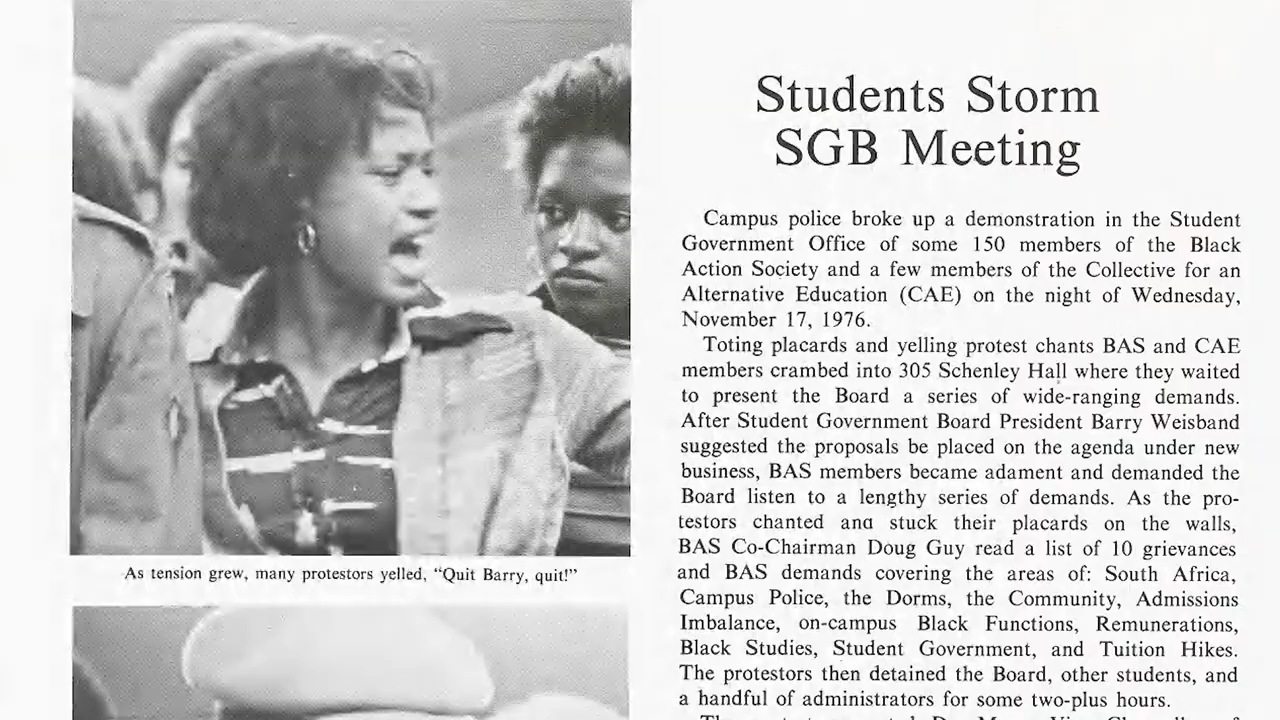 Students Storm
SGB Meeting
Campus police broke up a demonstration in the Student
Government Office of some 150 members of the Black
Action Society and a few members of the Collective for an
Alternative Education (CAE) on the night of Wednesday,
November 17, 1976.
Toting placards and yelling protest chants BAS and CAE
members crambed into 305 Schenley Hall where they waited
to present the Board a series of wide-ranging demands.
After Student Government Board President Barry Weisband
suggested the proposals be placed on the agenda under new
business, BAS members became adament and demanded the
Board listen to a lengthy series of demands. As the pro-
testors chanted and stuck their placards on the walls,
BAS Co-Chairman Doug Guy read a list of 10 grievances
and BAS demands covering the areas of: South Africa,
Campus Police, the Dorms, the Community, Admissions
Imbalance, on-campus Black Functions, Remunerations,
Black Studies, Student Government, and Tuition Hikes.
The protestors then detained the Board, other students, and
a handful of administrators for some two-plus hours.
As tension grew, many protestors yelled, “Quit Barry, quit!”